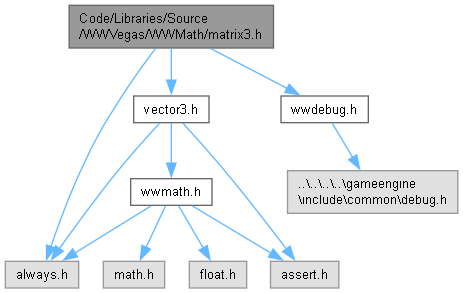 Code/Libraries/Source
/WWVegas/WWMath/matrix3.h
vector3.h
wwdebug.h
wwmath.h
..\..\..\..\gameengine
\include\common\debug.h
always.h
math.h
float.h
assert.h